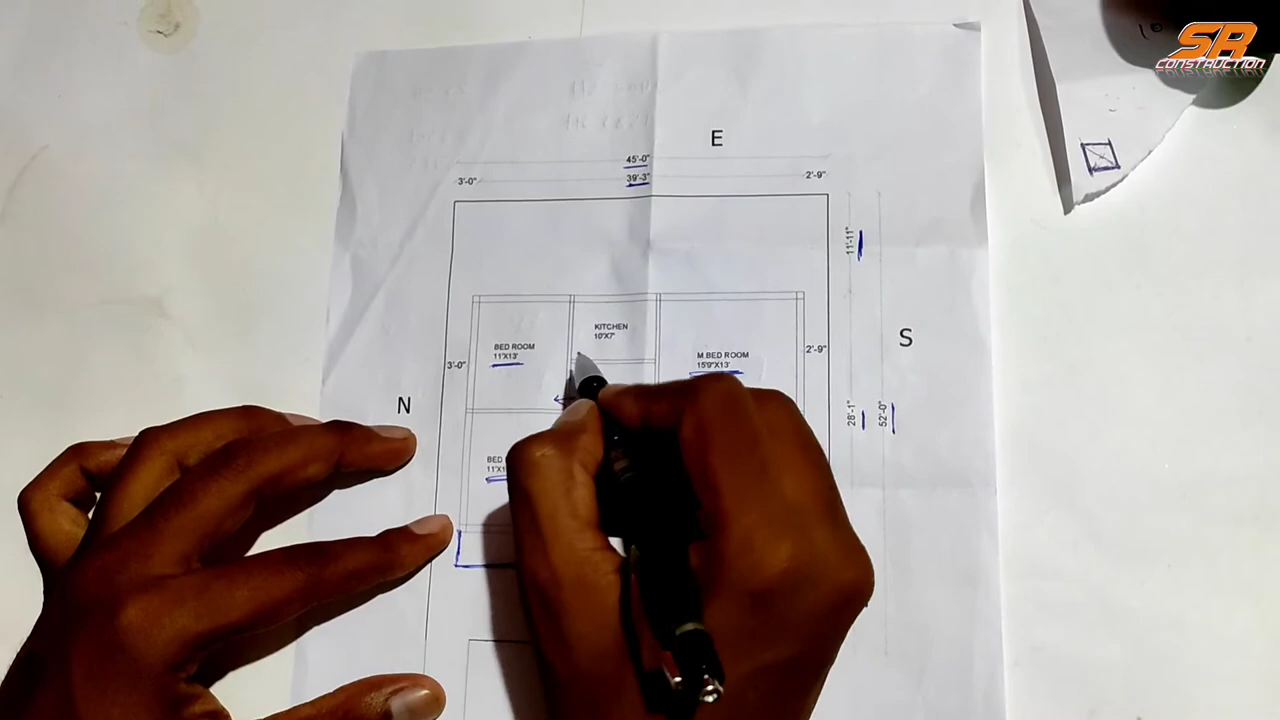 SR
CONSTRUCTION
E
45'-0"
39'-3"
3'-0"
2'-9"
11'-11"
KITCHEN
10'X7'
BED ROOM
11'X13'
M.BED ROOM
15'9"X13'
3'-0"
2'-9"
S
N
28'-1"
52'-0"
BED